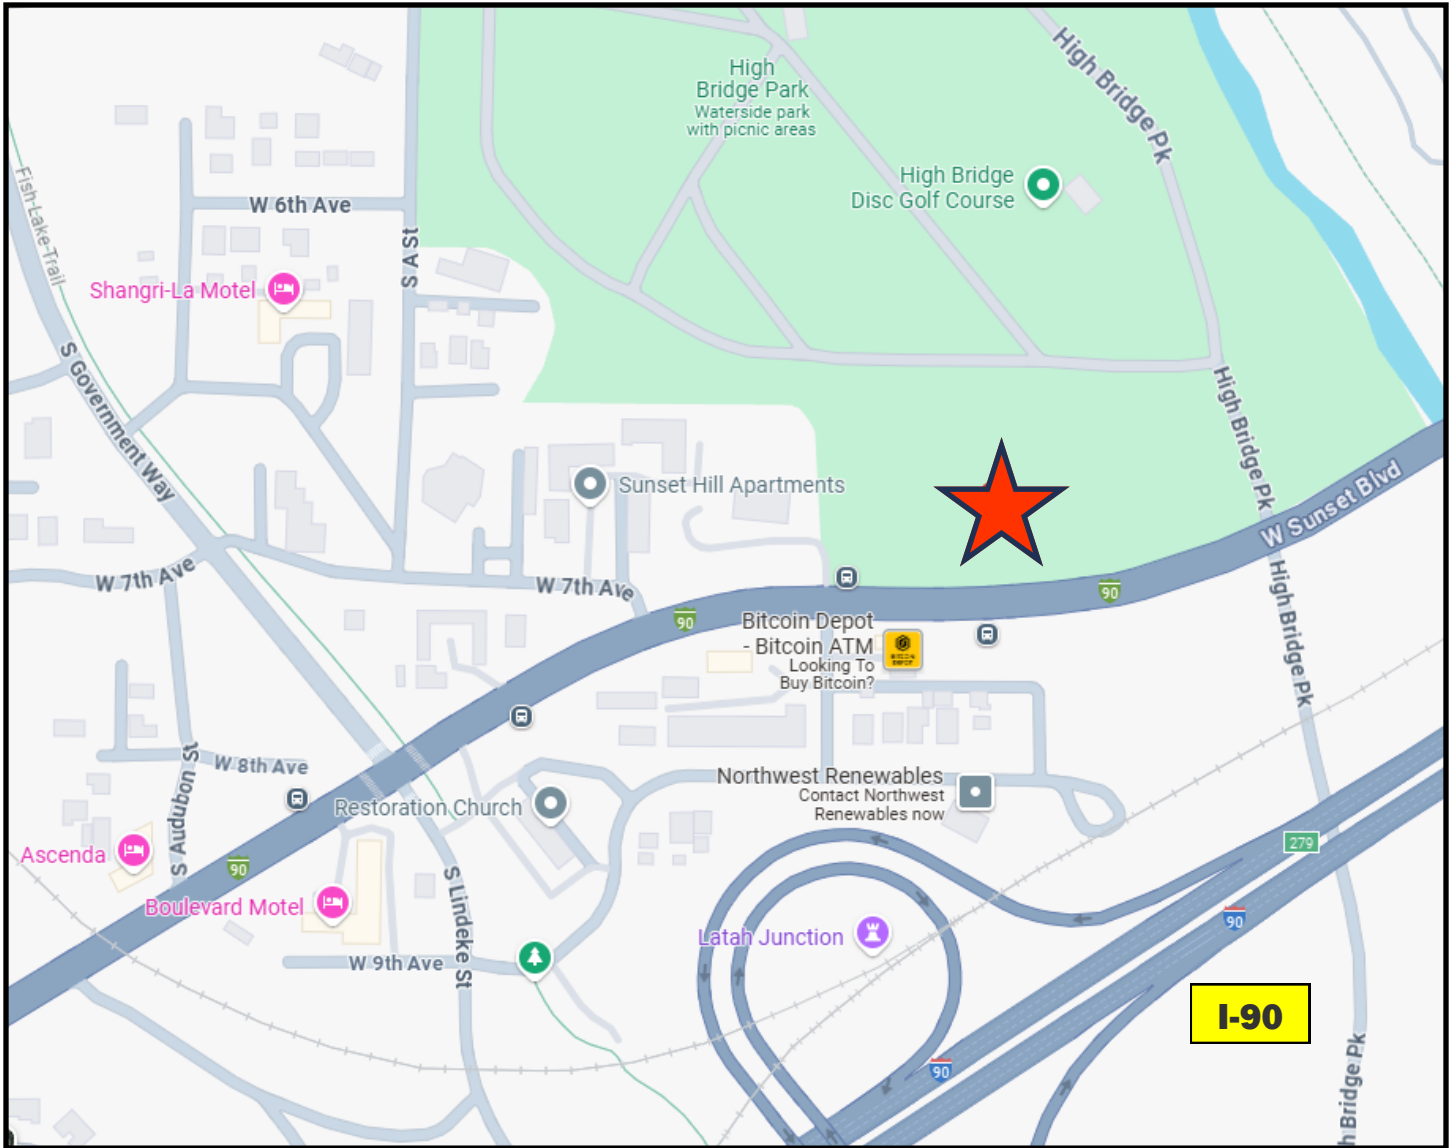 High
Bridge Park
Waterside park
with picnic areas
High Bridge Pk
High Bridge
Disc Golf Course
Fish-Lake-Trail
W 6th Ave
S A St
Shangri-La Motel
S Government Way
High Bridge Pk
Sunset Hill Apartments
W Sunset Blvd
W 7th Ave
W 7th Ave
90
90
High Bridge Pk
Bitcoin Depot
- Bitcoin ATM
Looking To
Buy Bitcoin?
BITCOIN
DEPOT
S Audubon St
W 8th Ave
Restoration Church
Northwest Renewables
Contact Northwest
Renewables now
279
Ascenda
90
Boulevard Motel
S Lindeke St
90
Latah Junction
W 9th Ave
I-90
90
h Bridge Pk